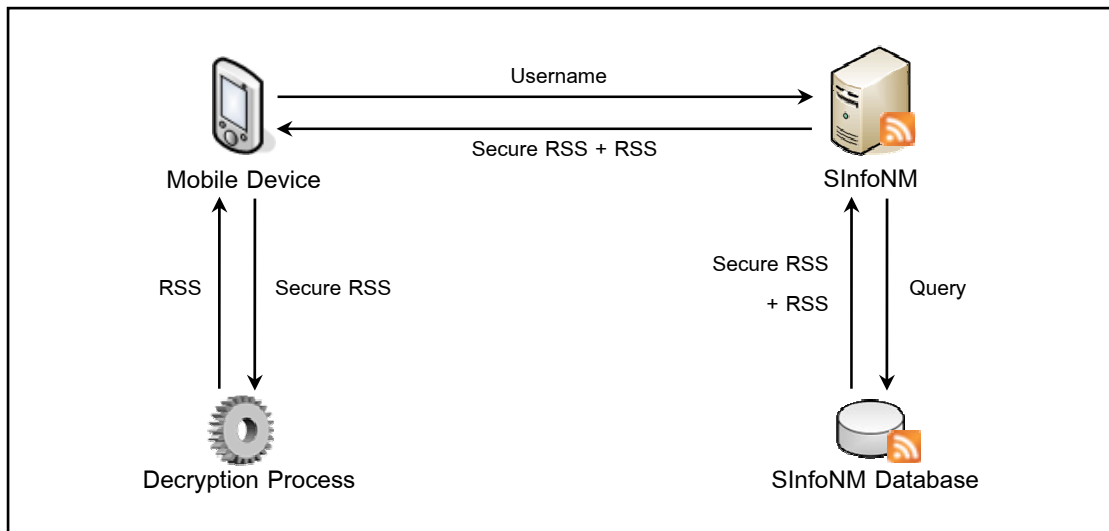 Username
Secure RSS + RSS
Mobile Device
SInfoNM
RSS
Secure RSS
Secure RSS
+ RSS
Query
Decryption Process
SInfoNM Database